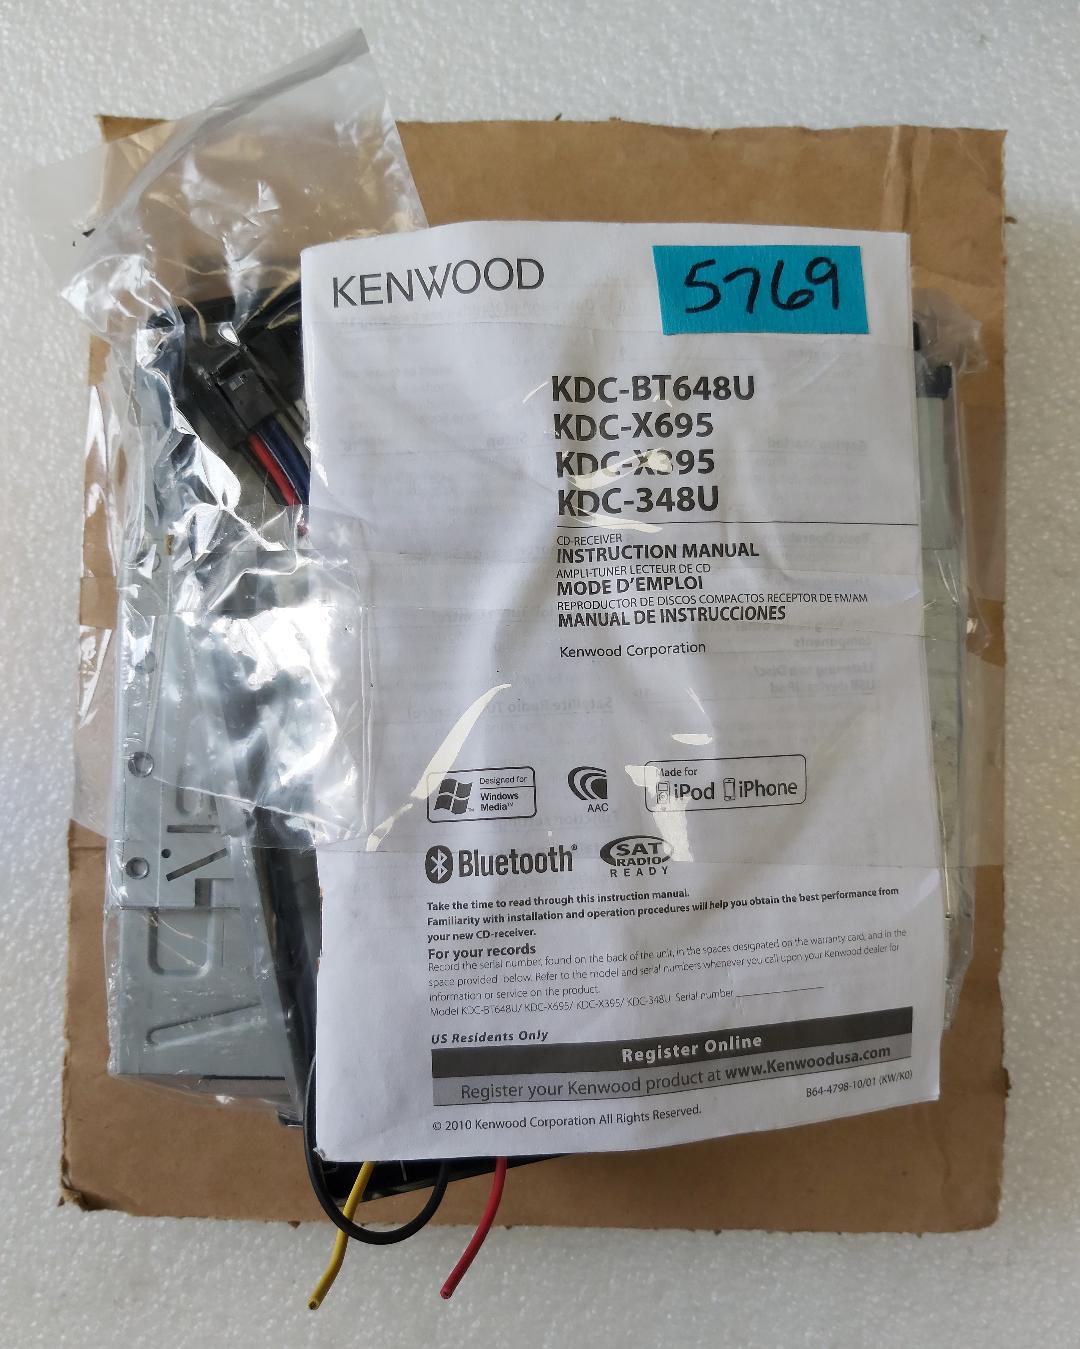 KENWOOD
5769
KDC-BT648U
KDC-X695
KDC-X395
KDC-348U
CD-RECEIVER
INSTRUCTION MANUAL
AMPLI-TUNER LECTEUR DE CD
MODE D'EMPLOI
REPRODUCTOR DE DISCOS COMPACTOS RECEPTOR DE FM/AM
MANUAL DE INSTRUCCIONES
Kenwood Corporation
Designed for
Windows
Media™
AAC
Made for
iPod iPhone
Bluetooth®
SAT
RADIO
READY
Take the time to read through this instruction manual.
Familiarity with installation and operation procedures will help you obtain the best performance from
your new CD-receiver.
For your records
Record the serial number, found on the back of the unit, in the spaces designated on the warranty card, and in the
space provided below. Refer to the model and serial numbers whenever you call upon your Kenwood dealer for
information or service on the product.
Model KDC-BT648U/ KDC-X695/ KDC-X395/ KDC-348U Serial number
US Residents Only
Register Online
Register your Kenwood product at www.Kenwoodusa.com
B64-4798-10/01 (KW/K0)
© 2010 Kenwood Corporation All Rights Reserved.